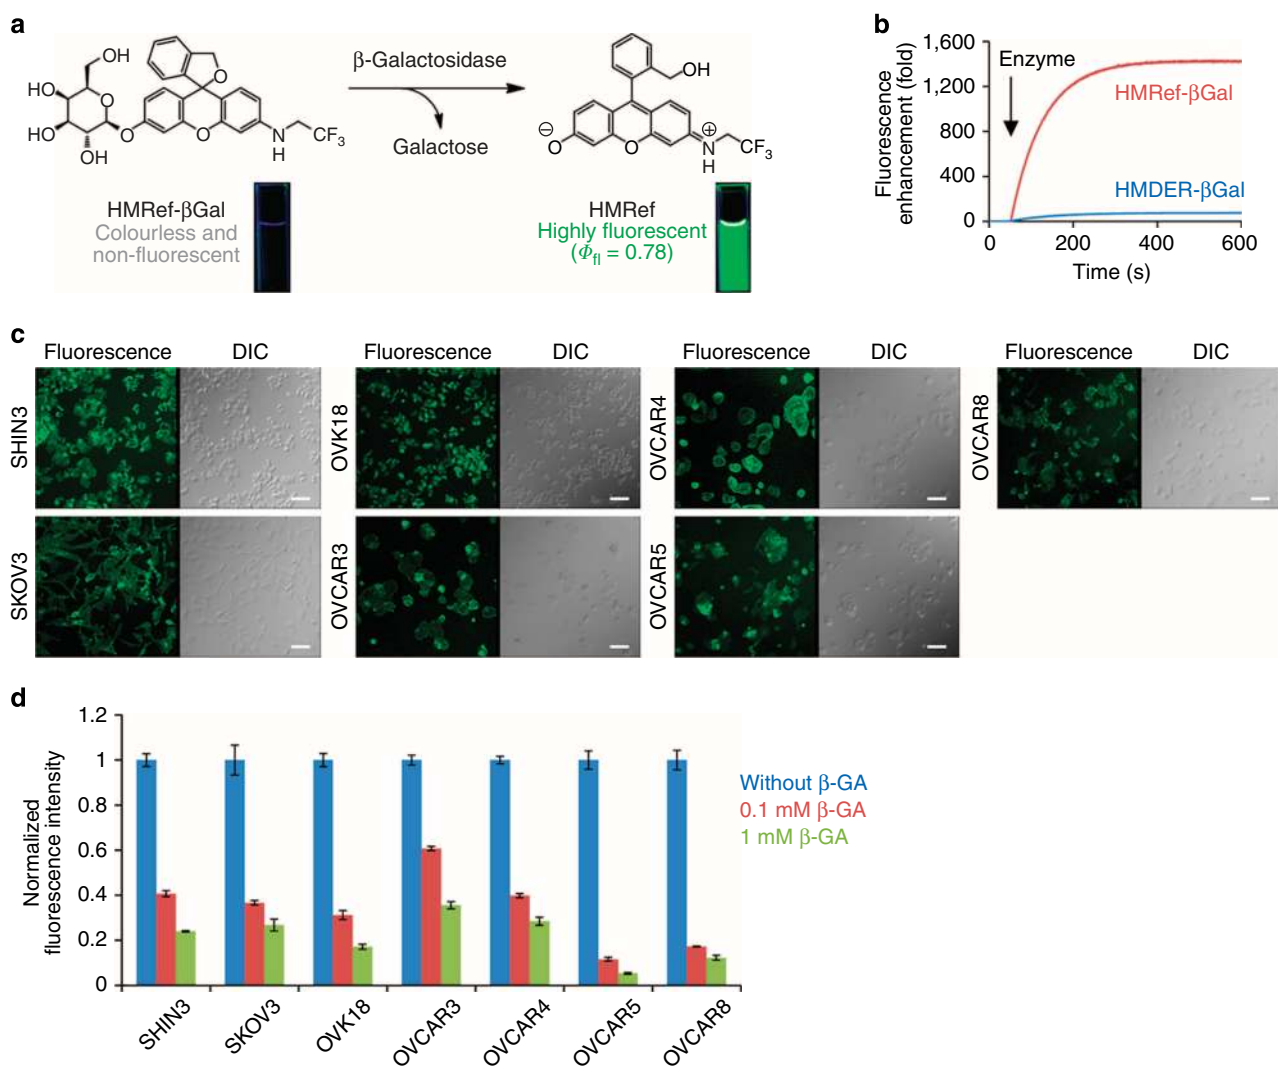 a
OH
HO
HO
OH
O
O
O
O
N
H
CF3
β-Galactosidase
Galactose
OH
⊖
O
O
⊕
N
H
CF3
HMRef-βGal
Colourless and
non-fluorescent
HMRef
Highly fluorescent
(Φfl = 0.78)
b
Fluorescence
enhancement (fold)
1,600
1,200
800
400
0
Enzyme
HMRef-βGal
HMDER-βGal
0 200 400 600
Time (s)
c
Fluorescence DIC Fluorescence DIC Fluorescence DIC Fluorescence DIC
SHIN3 OVK18 OVCAR4 OVCAR8
SKOV3 OVCAR3 OVCAR5
d
Normalized
fluorescence intensity
1.2
1
0.8
0.6
0.4
0.2
0
Without β-GA
0.1 mM β-GA
1 mM β-GA
SHIN3 SKOV3 OVK18 OVCAR3 OVCAR4 OVCAR5 OVCAR8